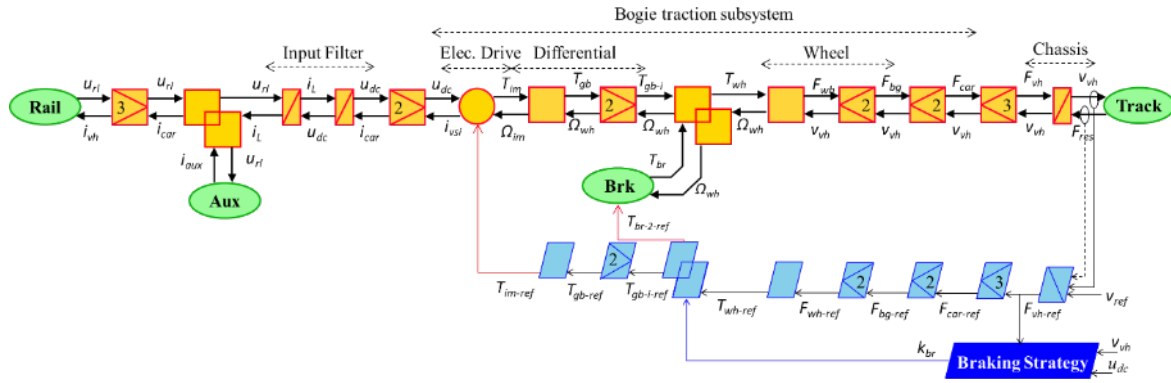 Bogie traction subsystem
Input Filter Elec. Drive Differential Wheel Chassis
u_rl u_rl u_rl i_L u_dc u_dc T_im T_gb T_gb-i T_wh F_wh F_bg F_car F_vh v_vh
Rail 3 2 2 2 2 3 Track
i_vh i_car i_L u_dc i_car i_vsi Ω_im Ω_wh Ω_wh Ω_wh v_vh v_vh v_vh v_vh F_res
i_aux u_rl T_br
Aux Brk Ω_wh
T_br-2-ref
2 2 2 3
T_im-ref T_gb-ref T_gb-i-ref T_wh-ref F_wh-ref F_bg-ref F_car-ref F_vh-ref v_ref
k_br Braking Strategy v_vh
u_dc